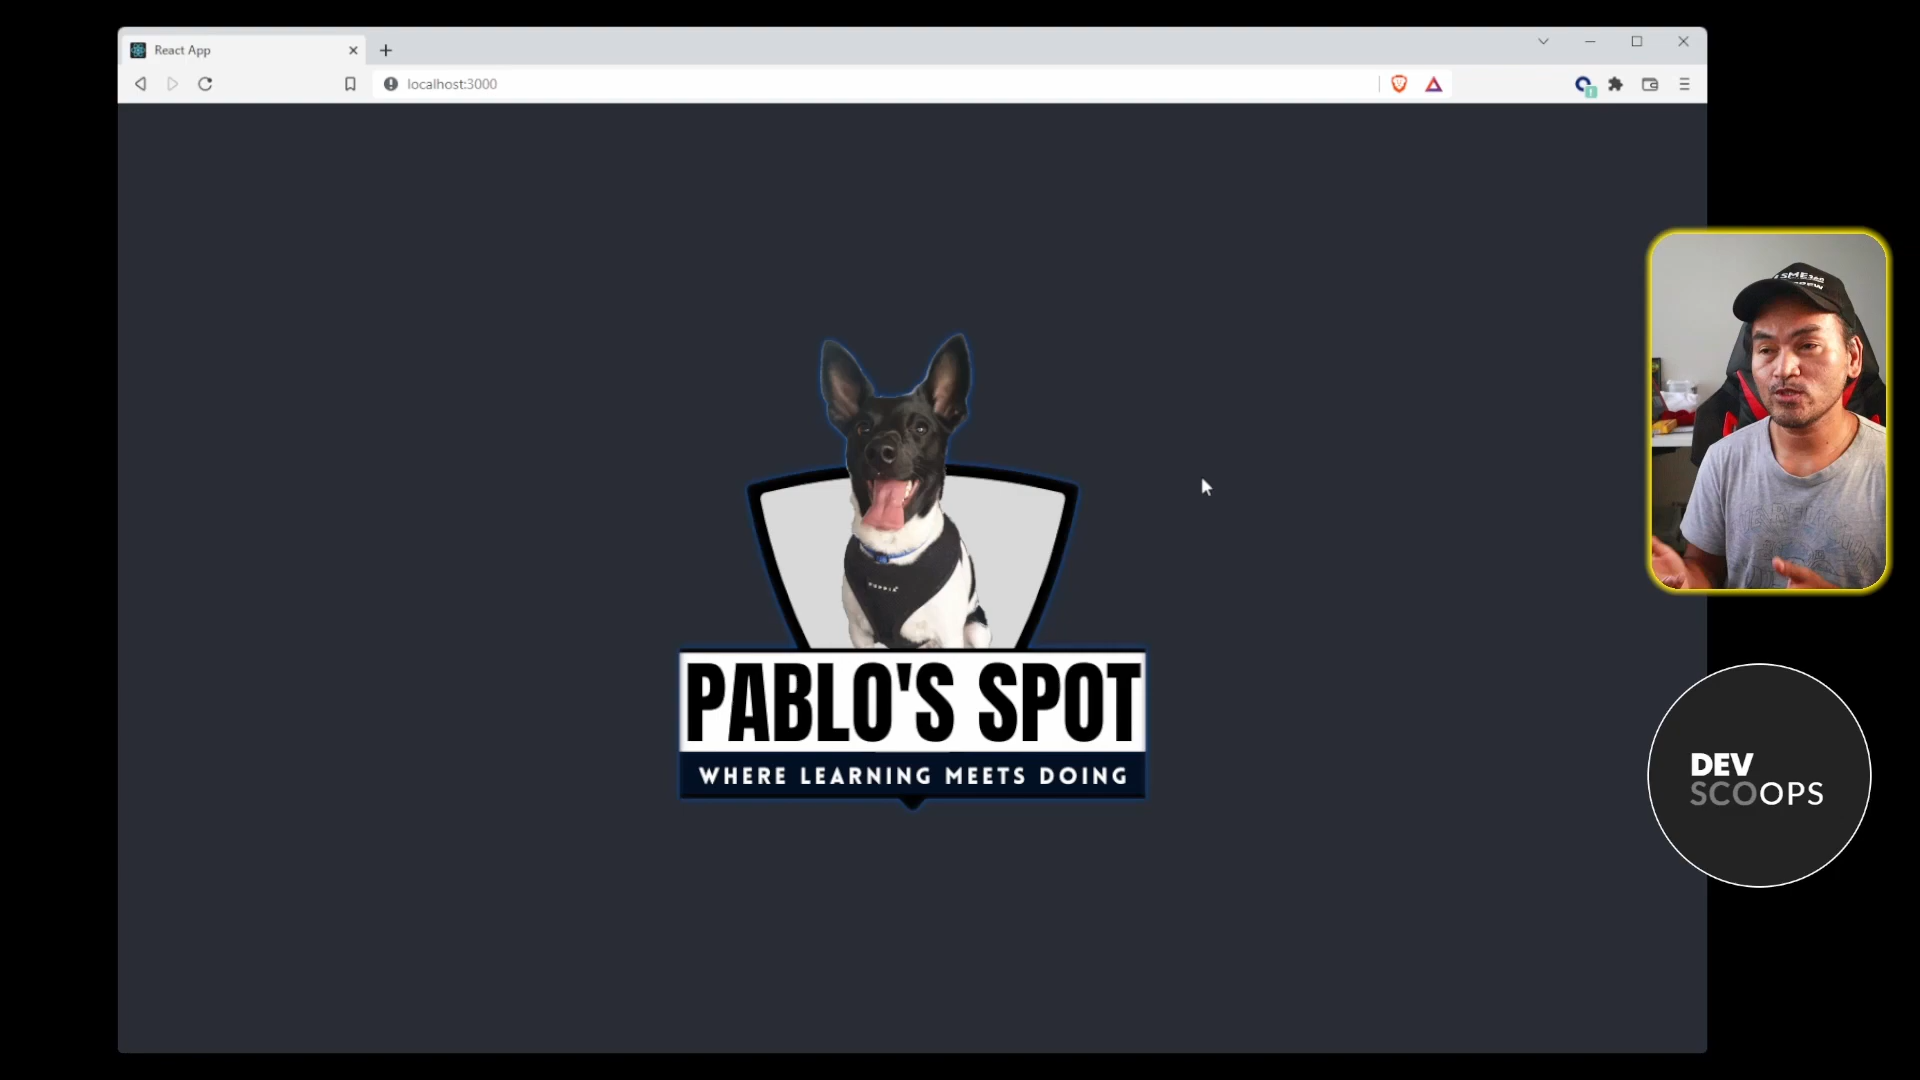 React App
localhost:3000
PABLO'S SPOT
WHERE LEARNING MEETS DOING
DEV
SCOOPS